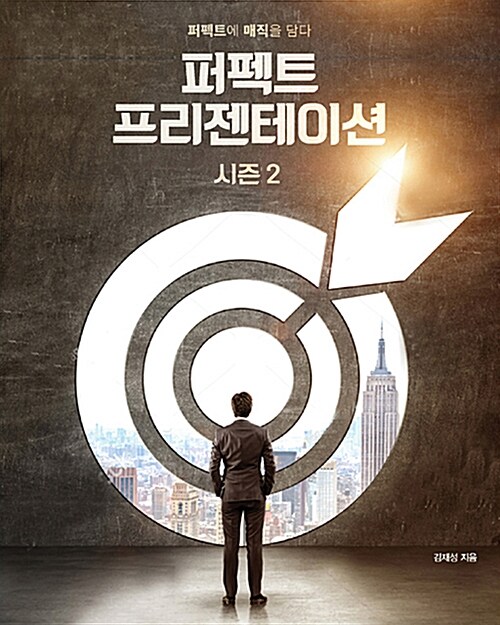 퍼펙트에 매직을 담다
퍼펙트
프리젠테이션
시즌 2
김재성 지음